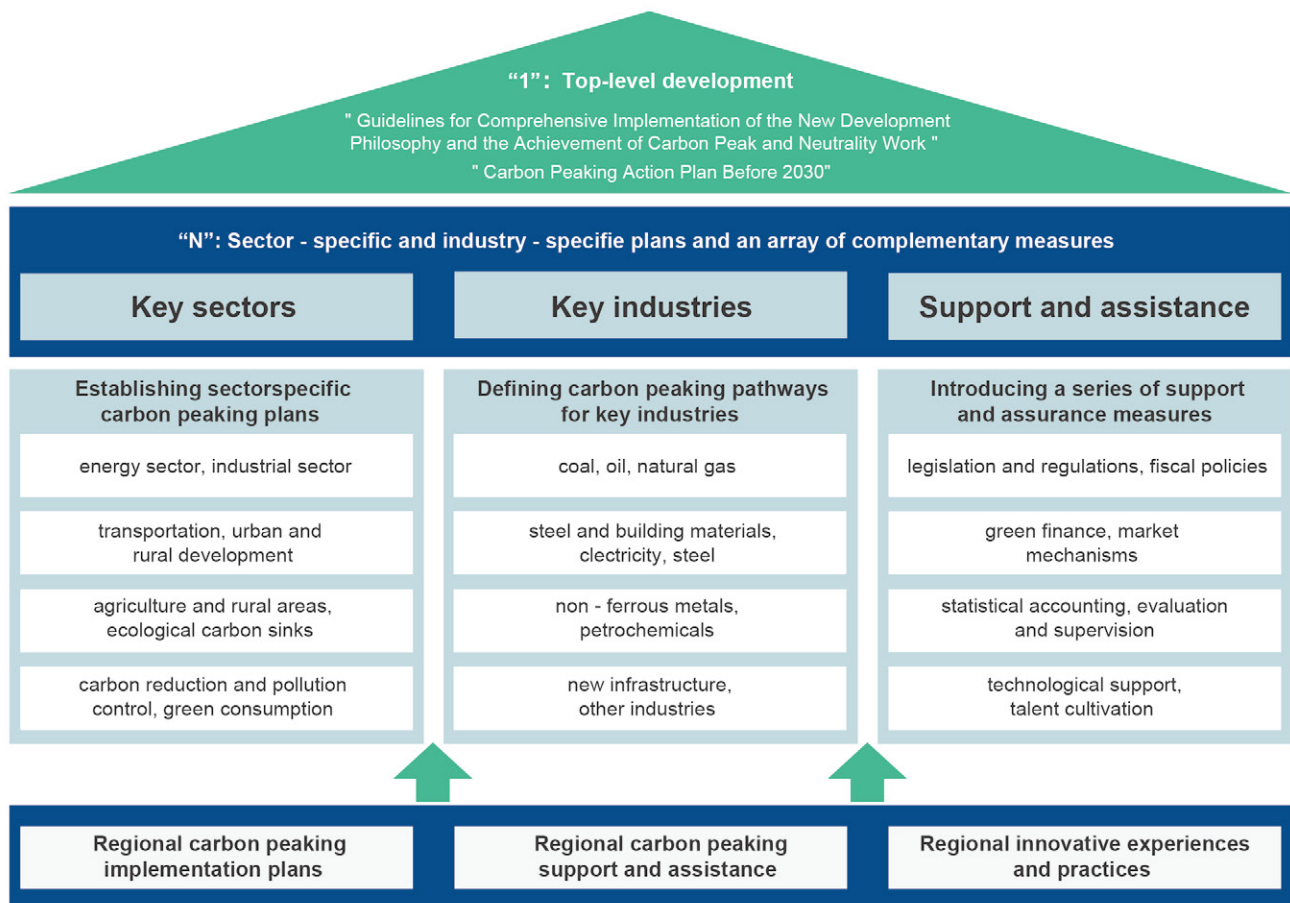 “1”: Top-level development
" Guidelines for Comprehensive Implementation of the New Development
Philosophy and the Achievement of Carbon Peak and Neutrality Work "
" Carbon Peaking Action Plan Before 2030"
“N”: Sector - specific and industry - specifie plans and an array of complementary measures
Key sectors
Key industries
Support and assistance
Establishing sectorspecific
carbon peaking plans
energy sector, industrial sector
transportation, urban and
rural development
agriculture and rural areas,
ecological carbon sinks
carbon reduction and pollution
control, green consumption
Defining carbon peaking pathways
for key industries
coal, oil, natural gas
steel and building materials,
clectricity, steel
non - ferrous metals,
petrochemicals
new infrastructure,
other industries
Introducing a series of support
and assurance measures
legislation and regulations, fiscal policies
green finance, market
mechanisms
statistical accounting, evaluation
and supervision
technological support,
talent cultivation
Regional carbon peaking
implementation plans
Regional carbon peaking
support and assistance
Regional innovative experiences
and practices